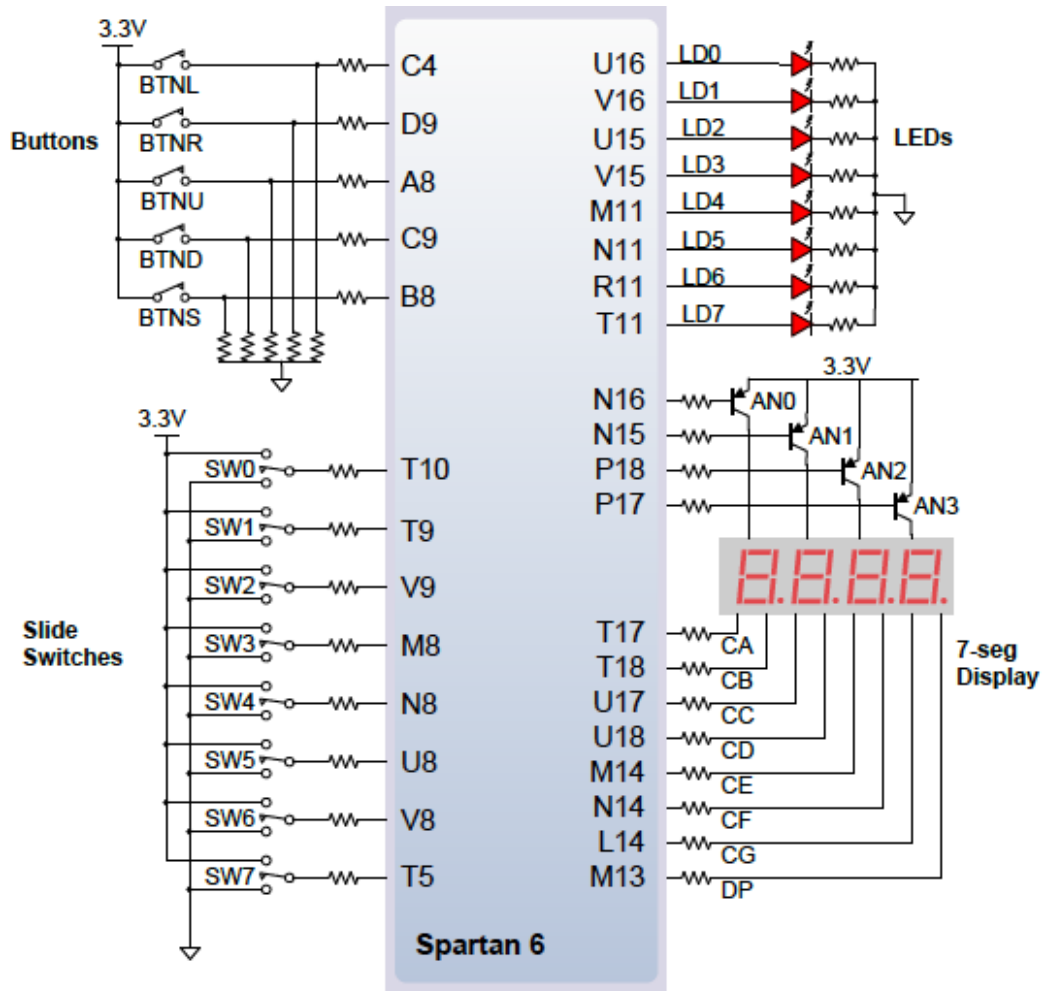 3.3V
BTNL
BTNR
BTNU
BTND
BTNS
Buttons
C4
D9
A8
C9
B8
3.3V
SW0
SW1
SW2
SW3
SW4
SW5
SW6
SW7
Slide
Switches
T10
T9
V9
M8
N8
U8
V8
T5
Spartan 6
U16 LD0
V16 LD1
U15 LD2
V15 LD3
M11 LD4
N11 LD5
R11 LD6
T11 LD7
LEDs
3.3V
N16 AN0
N15 AN1
P18 AN2
P17 AN3
8.8.8.8.
T17 CA
T18 CB
U17 CC
U18 CD
M14 CE
N14 CF
L14 CG
M13 DP
7-seg
Display